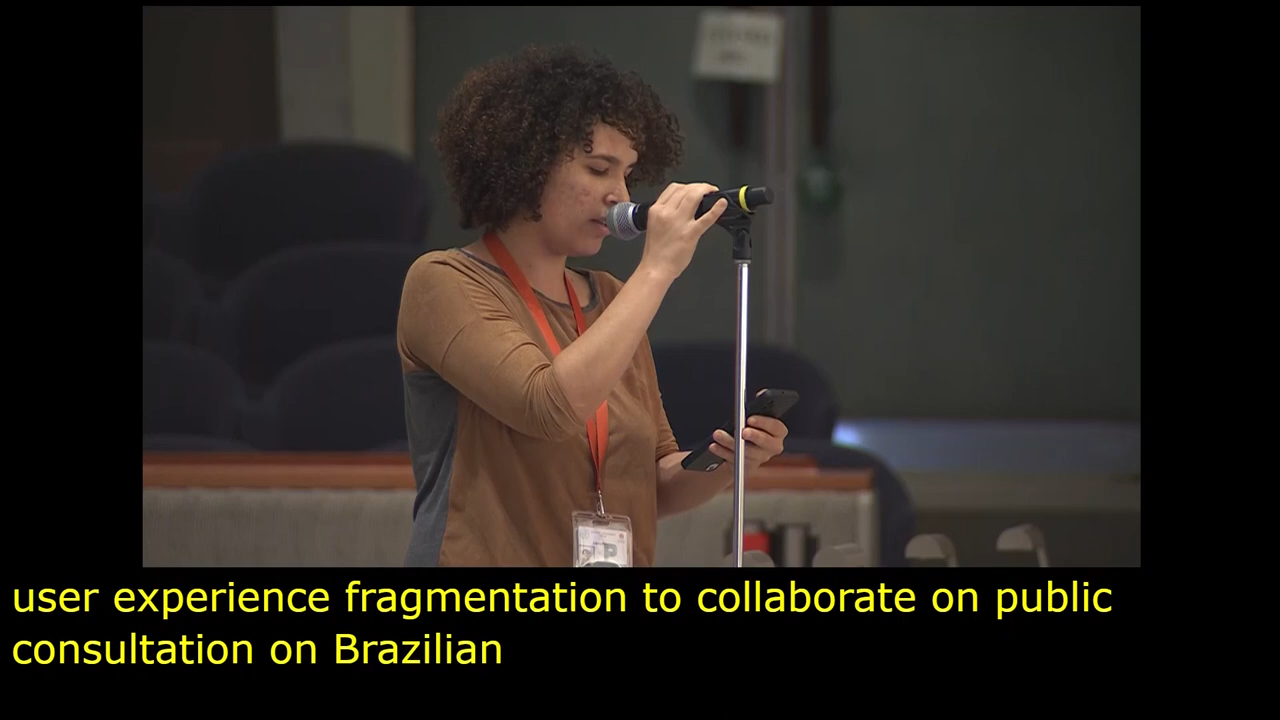 user experience fragmentation to collaborate on public
consultation on Brazilian